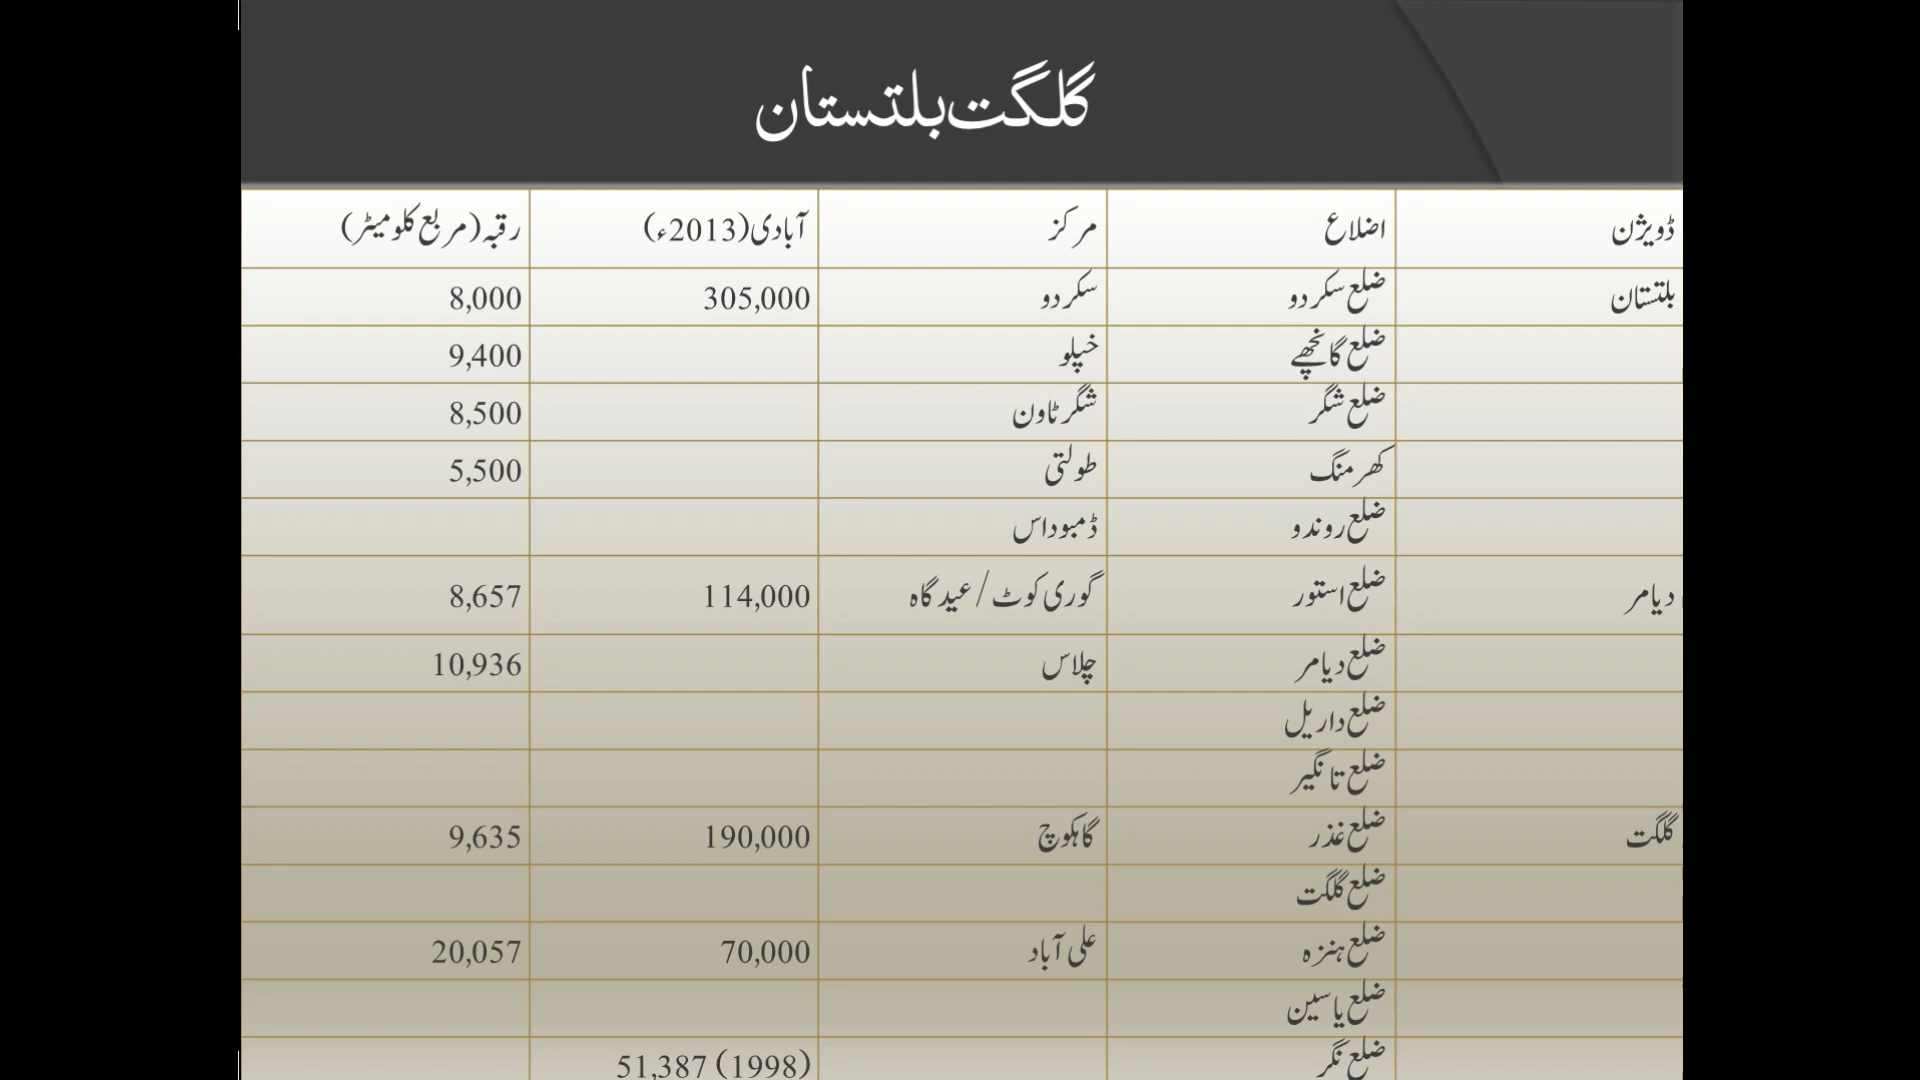 گلگت بلتستان
ڈویژن اضلاع مرکز آبادی(2013ء) رقبہ(مربع کلومیٹر)
بلتستان ضلع سکردو سکردو 305,000 8,000
ضلع گانچھے خپلو 9,400
ضلع شگر شگر ٹاون 8,500
کھرمنگ طولتی 5,500
ضلع روندو ڈمبوداس
دیامر ضلع استور گوری کوٹ/عید گاہ 114,000 8,657
ضلع دیامر چلاس 10,936
ضلع داریل
ضلع تانگیر
گلگت ضلع غذر گاہکوچ 190,000 9,635
ضلع گلگت
ضلع ہنزہ علی آباد 70,000 20,057
ضلع یاسین
ضلع نگر 51,387 (1998)